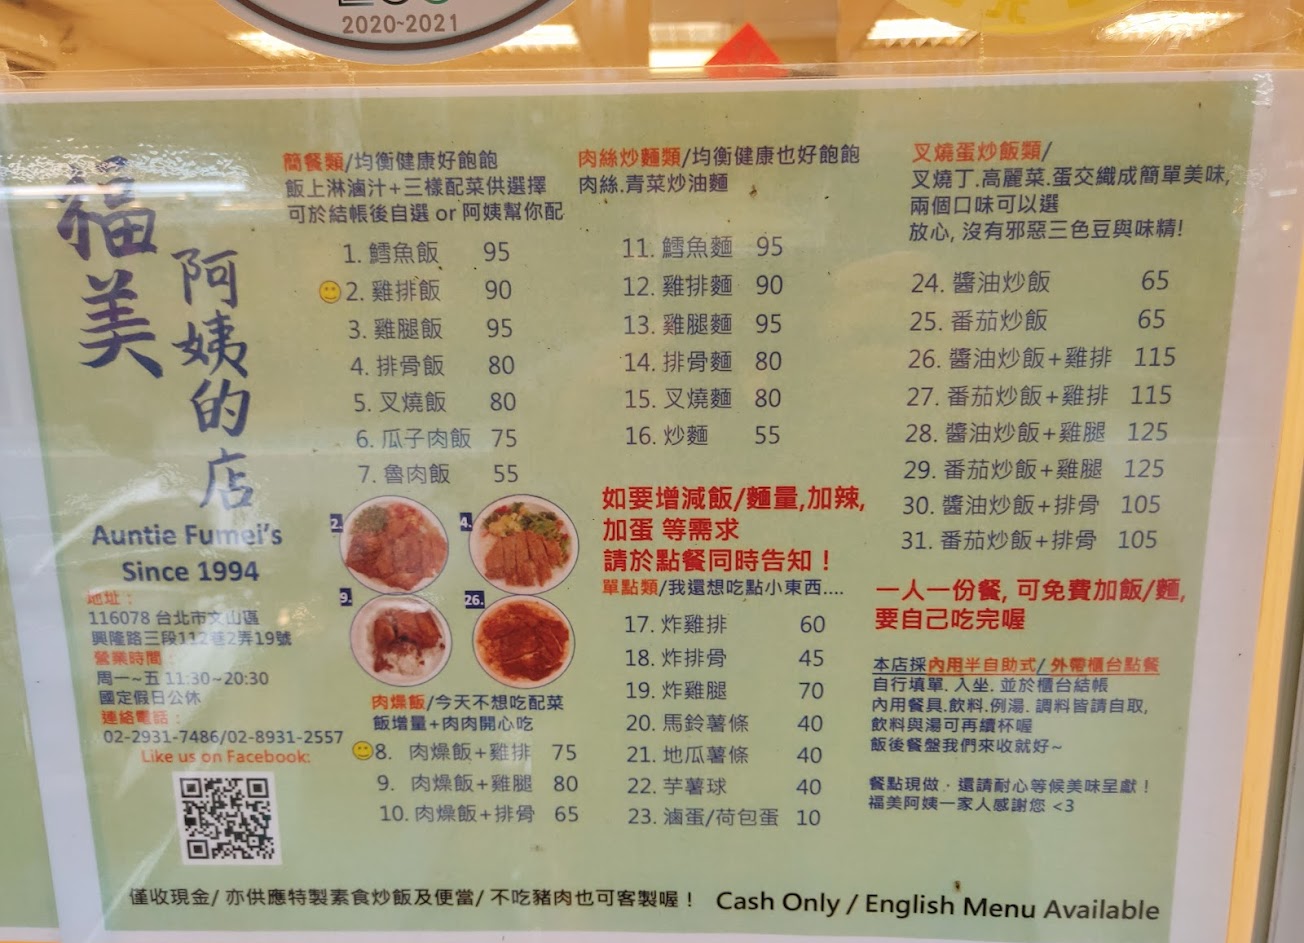 2020~2021
福美
阿姨的店
Auntie Fumei's
Since 1994
地址：
116078 台北市文山區
興隆路三段112巷2弄19號
營業時間：
周一~五 11:30~20:30
國定假日公休
連絡電話：
02-2931-7486/02-8931-2557
Like us on Facebook:
簡餐類/均衡健康好飽飽
飯上淋滷汁+三樣配菜供選擇
可於結帳後自選 or 阿姨幫你配
1. 鱈魚飯 95
2. 雞排飯 90
3. 雞腿飯 95
4. 排骨飯 80
5. 叉燒飯 80
6. 瓜子肉飯 75
7. 魯肉飯 55
2.
4.
9.
26.
肉燥飯/今天不想吃配菜
飯增量+肉肉開心吃
8. 肉燥飯+雞排 75
9. 肉燥飯+雞腿 80
10. 肉燥飯+排骨 65
肉絲炒麵類/均衡健康也好飽飽
肉絲.青菜炒油麵
11. 鱈魚麵 95
12. 雞排麵 90
13. 雞腿麵 95
14. 排骨麵 80
15. 叉燒麵 80
16. 炒麵 55
如要增減飯/麵量,加辣,
加蛋 等需求
請於點餐同時告知！
單點類/我還想吃點小東西....
17. 炸雞排 60
18. 炸排骨 45
19. 炸雞腿 70
20. 馬鈴薯條 40
21. 地瓜薯條 40
22. 芋薯球 40
23. 滷蛋/荷包蛋 10
叉燒蛋炒飯類/
叉燒丁.高麗菜.蛋交織成簡單美味,
兩個口味可以選
放心, 沒有邪惡三色豆與味精!
24. 醬油炒飯 65
25. 番茄炒飯 65
26. 醬油炒飯+雞排 115
27. 番茄炒飯+雞排 115
28. 醬油炒飯+雞腿 125
29. 番茄炒飯+雞腿 125
30. 醬油炒飯+排骨 105
31. 番茄炒飯+排骨 105
一人一份餐, 可免費加飯/麵,
要自己吃完喔
本店採內用半自助式/ 外帶櫃台點餐
自行填單. 入坐. 並於櫃台結帳
內用餐具.飲料.例湯. 調料皆請自取,
飲料與湯可再續杯喔
飯後餐盤我們來收就好~
餐點現做．還請耐心等候美味呈獻！
福美阿姨一家人感謝您 <3
僅收現金/ 亦供應特製素食炒飯及便當/ 不吃豬肉也可客製喔！ Cash Only / English Menu Available